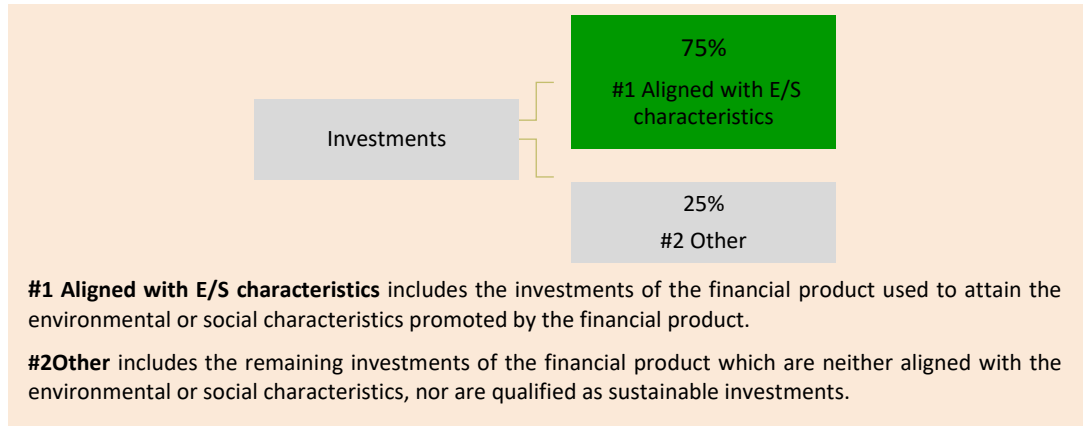 75%
#1 Aligned with E/S
characteristics
Investments
25%
#2 Other
#1 Aligned with E/S characteristics includes the investments of the financial product used to attain the
environmental or social characteristics promoted by the financial product.
#2Other includes the remaining investments of the financial product which are neither aligned with the
environmental or social characteristics, nor are qualified as sustainable investments.